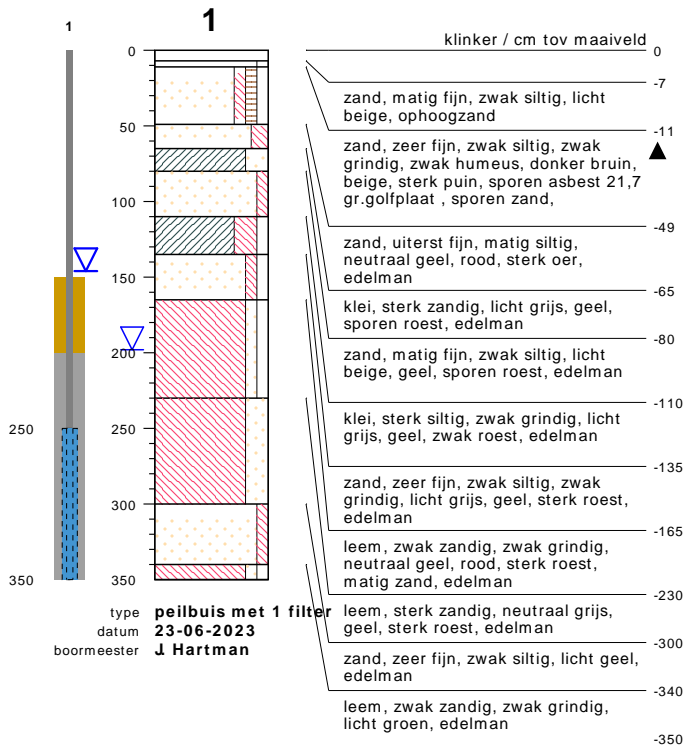 1
1
klinker / cm tov maaiveld
0
0
-7
zand, matig fijn, zwak siltig, licht
beige, ophoogzand
-11
zand, zeer fijn, zwak siltig, zwak
grindig, zwak humeus, donker bruin,
beige, sterk puin, sporen asbest 21,7
gr.golfplaat , sporen zand,
50
-49
zand, uiterst fijn, matig siltig,
neutraal geel, rood, sterk oer,
edelman
-65
klei, sterk zandig, licht grijs, geel,
sporen roest, edelman
-80
zand, matig fijn, zwak siltig, licht
beige, geel, sporen roest, edelman
100
-110
klei, sterk siltig, zwak grindig, licht
grijs, geel, zwak roest, edelman
-135
zand, zeer fijn, zwak siltig, zwak
grindig, licht grijs, geel, sterk roest,
edelman
150
-165
leem, zwak zandig, zwak grindig,
neutraal geel, rood, sterk roest,
matig zand, edelman
200
-230
leem, sterk zandig, neutraal grijs,
geel, sterk roest, edelman
250
250
-300
zand, zeer fijn, zwak siltig, licht geel,
edelman
300
-340
leem, zwak zandig, zwak grindig,
licht groen, edelman
350
350
-350
type peilbuis met 1 filter
datum 23-06-2023
boormeester J Hartman